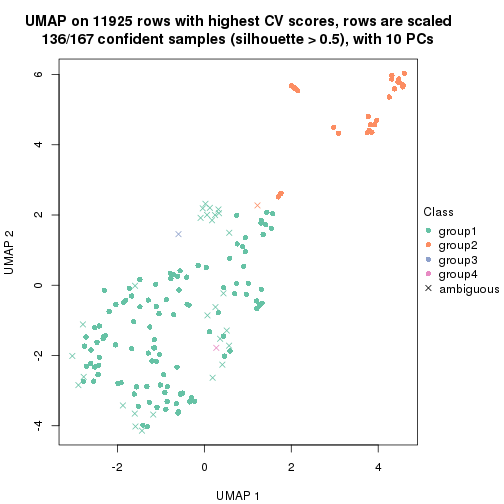 UMAP on 11925 rows with highest CV scores, rows are scaled
136/167 confident samples (silhouette > 0.5), with 10 PCs
6
4
2
0
-2
-4
UMAP 2
-2
0
2
4
UMAP 1
Class
group1
group2
group3
group4
ambiguous